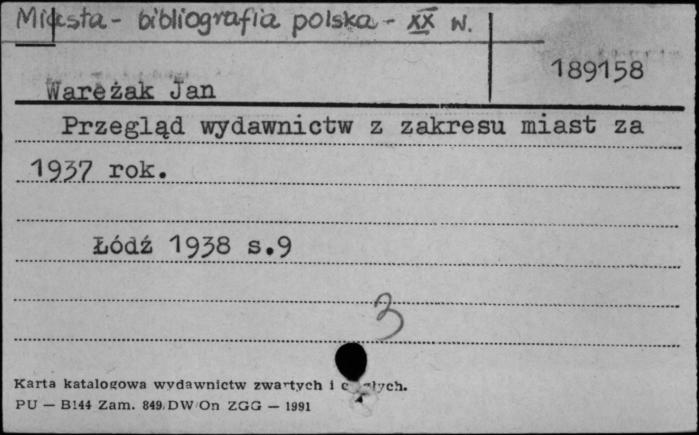 Miasta - bibliografia polska - XX w.
189158
Wareżak Jan
Przegląd wydawnictw z zakresu miast za
1937 rok.
Łódź 1938 s.9
3
Karta katalogowa wydawnictw zwartych i
PU — B144 Zam. 849/DW/On ZGG — 1991